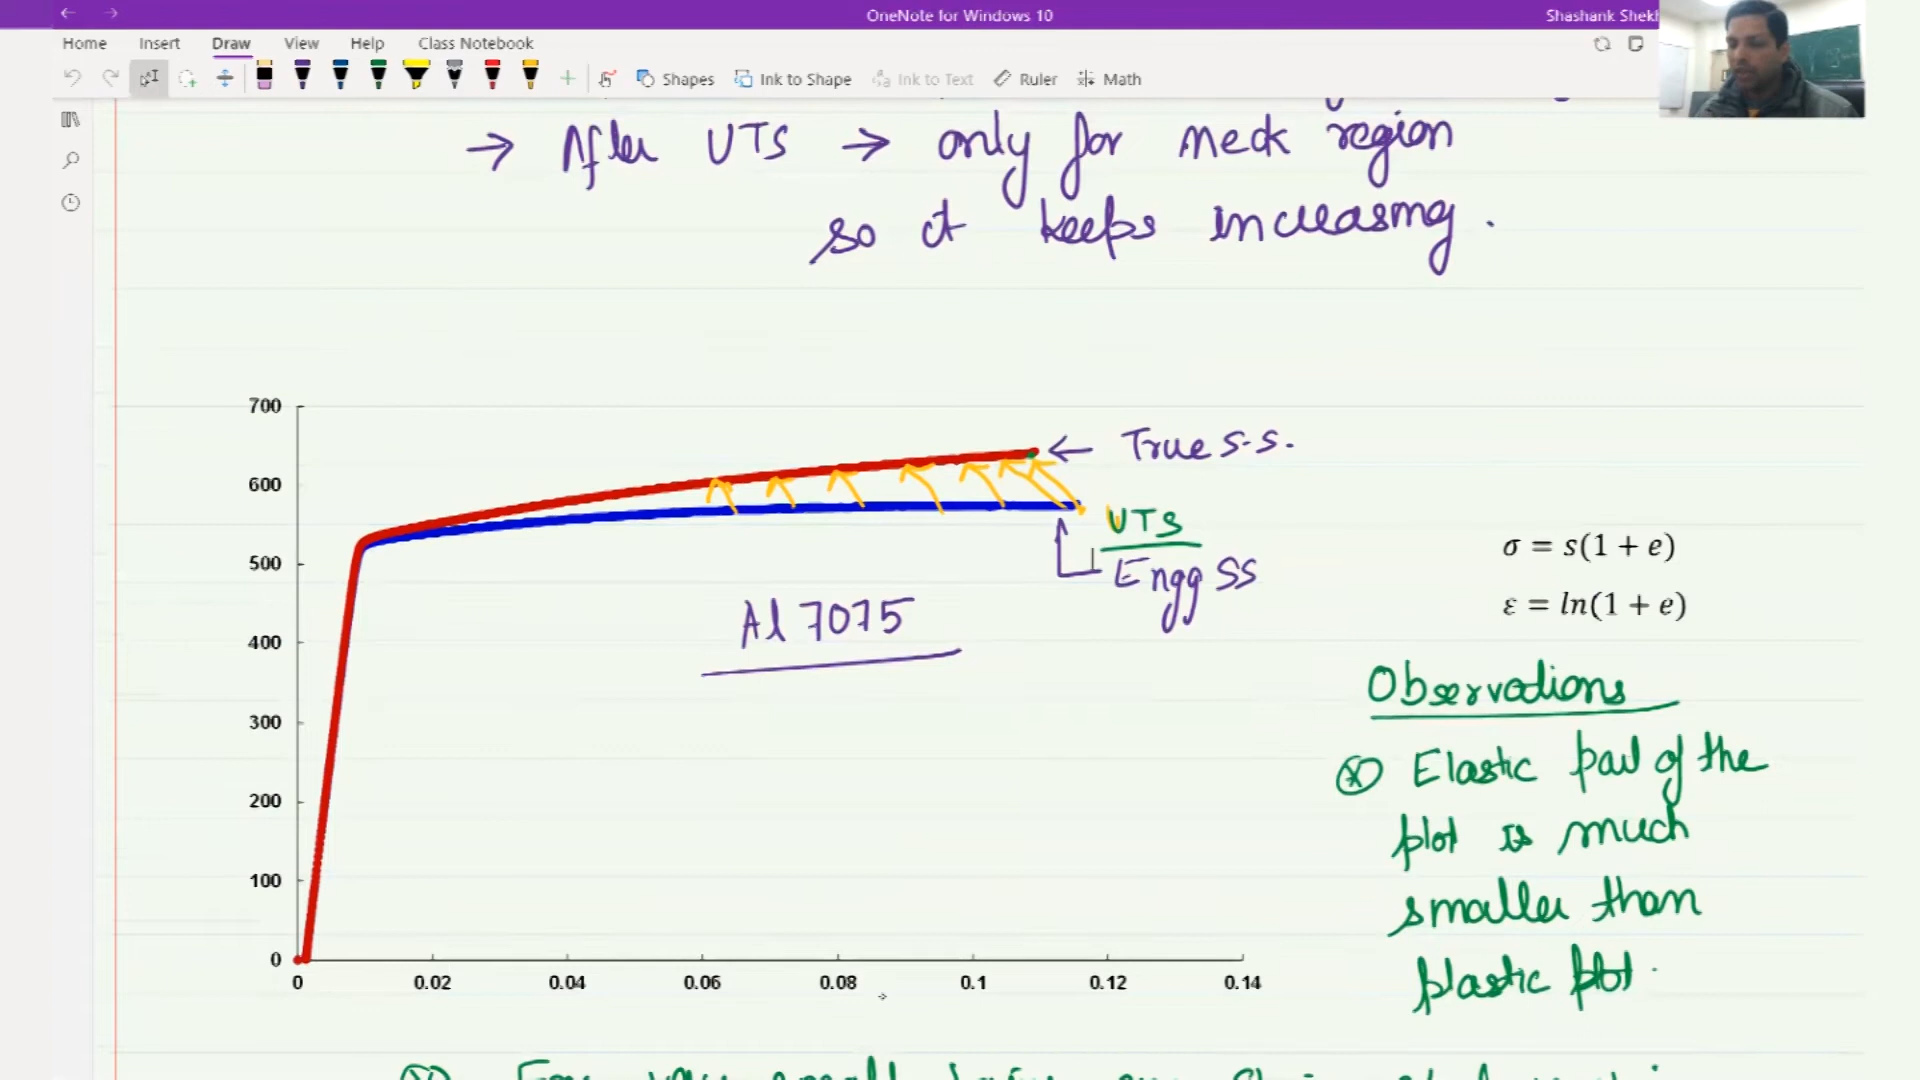 OneNote for Windows 10
Shashank Shekh
Home Insert Draw View Help Class Notebook
Shapes Ink to Shape Ink to Text Ruler Math
→ After UTS → only for neck region
so it keeps increasing.
700
600
500
400
300
200
100
0
0 0.02 0.04 0.06 0.08 0.1 0.12 0.14
← True s-s.
UTS
Engg SS
Al 7075
σ = s(1 + e)
ε = ln(1 + e)
Observations
Elastic part of the
plot is much
smaller than
plastic plot.